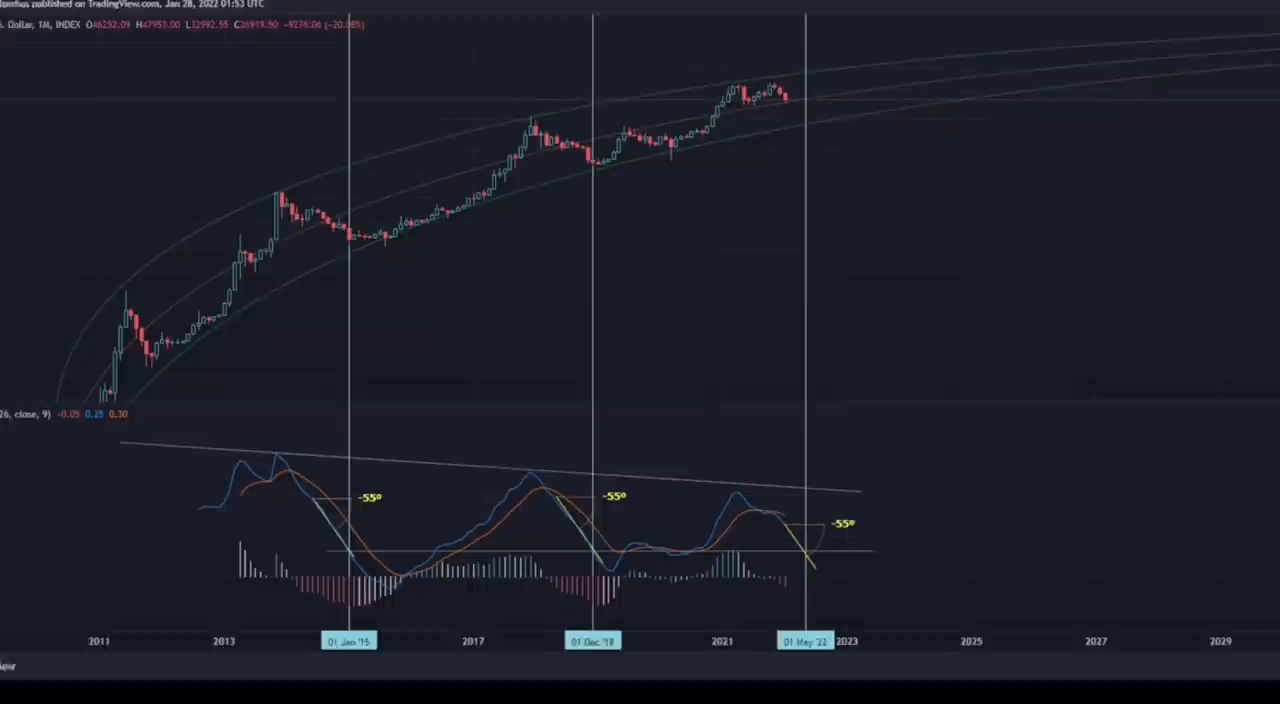 published on TradingView.com, Jan 28, 2022 01:53 UTC
Dollar, 1M, INDEX O46252.09 H47953.00 L32992.55 C36919.50 -9276.06 (-20.08%)
26, close, 9) -0.05 0.25 0.30
-55º
-55º
-55º
2011 2013 01 Jan '15 2017 01 Dec '18 2021 01 May '22 2023 2025 2027 2029